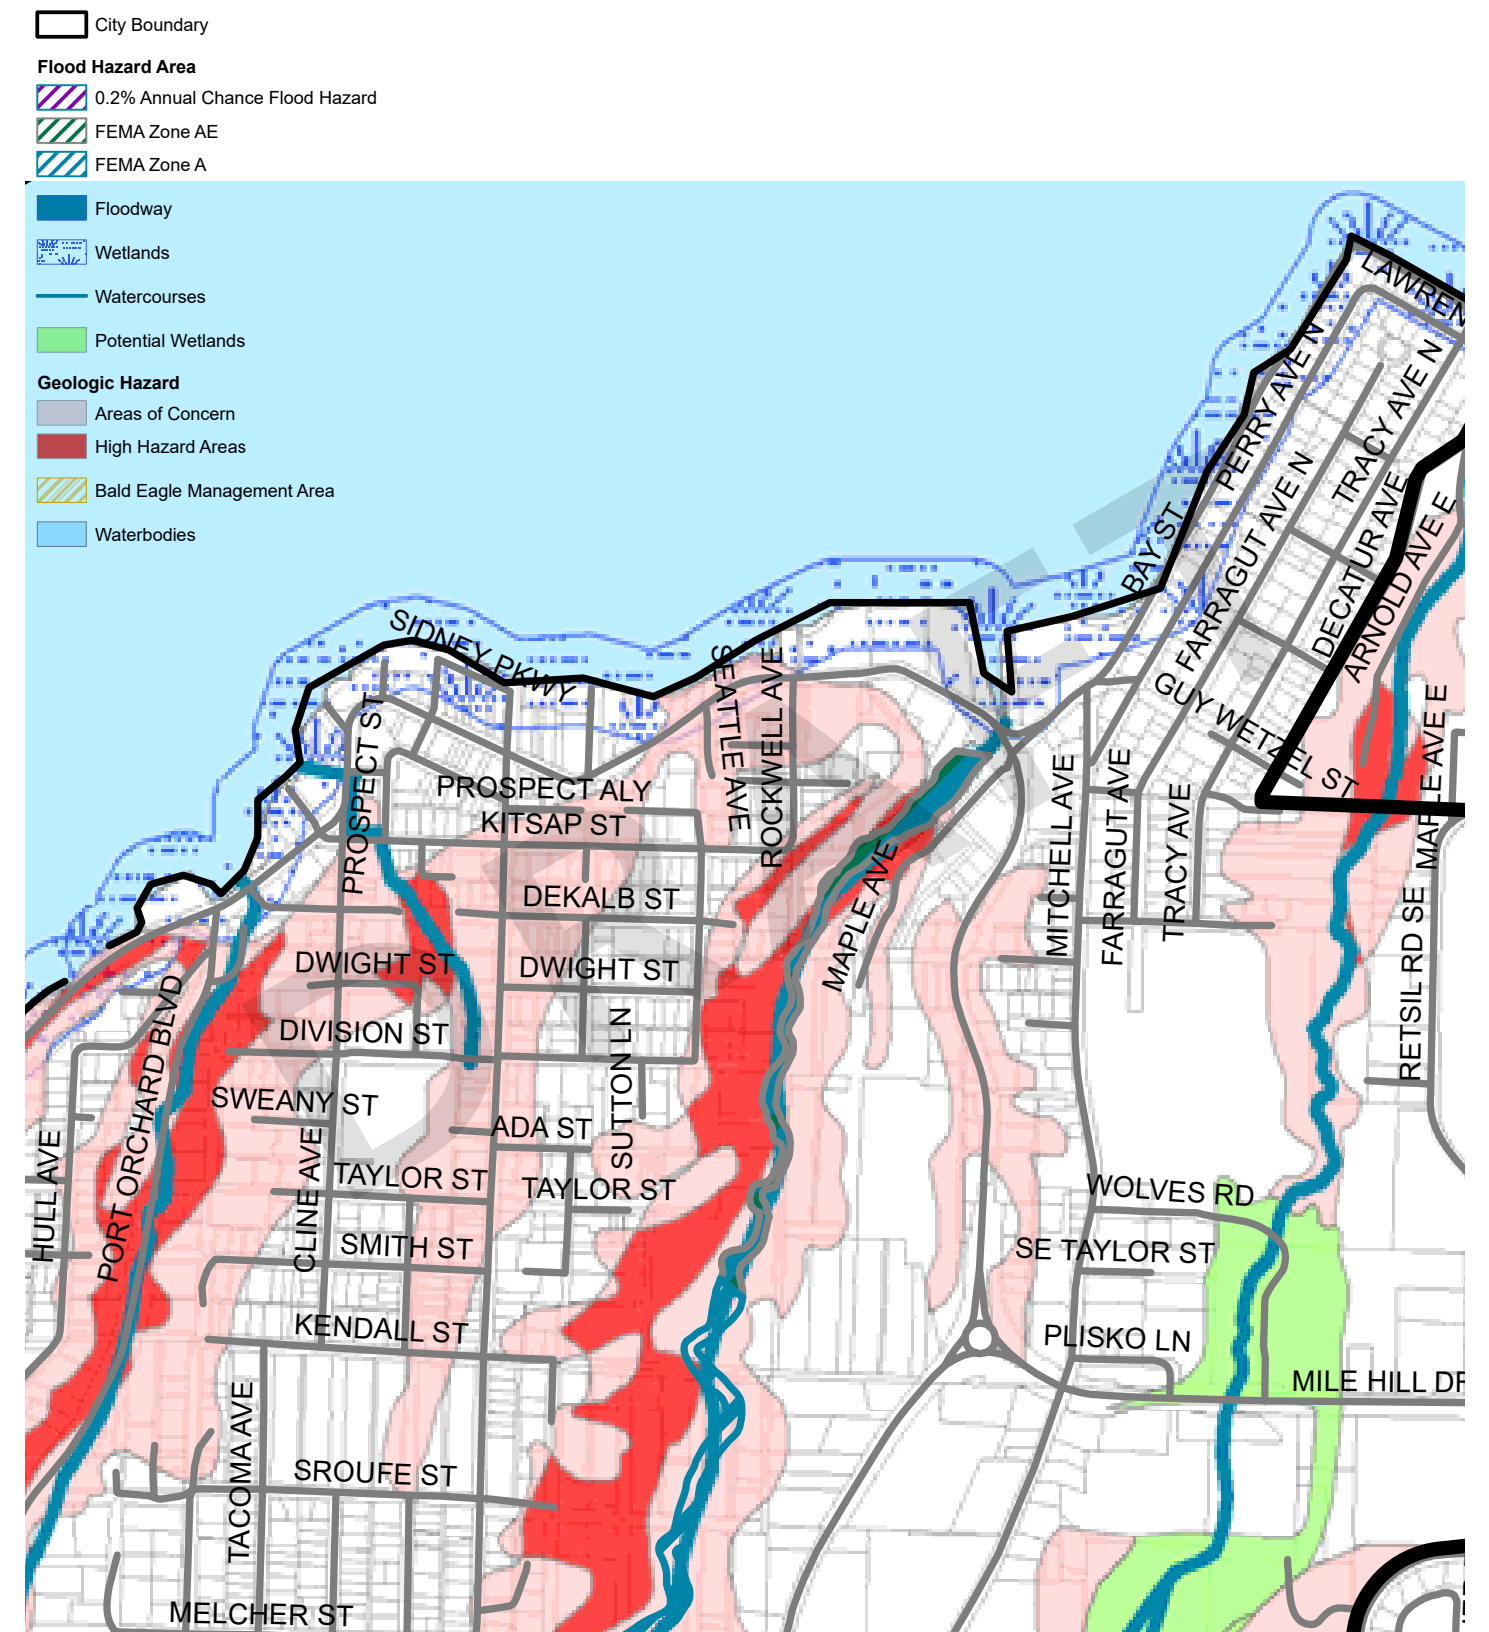 City Boundary
Flood Hazard Area
0.2% Annual Chance Flood Hazard
FEMA Zone AE
FEMA Zone A
Floodway
Wetlands
Watercourses
Potential Wetlands
Geologic Hazard
Areas of Concern
High Hazard Areas
Bald Eagle Management Area
Waterbodies
LAWREN
PERRY AVE N
TRACY AVE N
FARRAGUT AVE N
DECATUR AVE
ARNOLD AVE E
BAY ST
GUY WETZEL ST
SIDNEY PKWY
SEATTLE AVE
ROCKWELL AVE
PROSPECT ST
PROSPECT ALY
KITSAP ST
MAPLE AVE
MITCHELL AVE
FARRAGUT AVE
TRACY AVE
MAPLE AVE E
RETSIL RD SE
DEKALB ST
DWIGHT ST
DWIGHT ST
DIVISION ST
SUTTON LN
PORT ORCHARD BLVD
SWEANY ST
ADA ST
HULL AVE
CLINE AVE
TAYLOR ST
TAYLOR ST
WOLVES RD
SE TAYLOR ST
SMITH ST
KENDALL ST
PLISKO LN
MILE HILL DR
TACOMA AVE
SROUFE ST
MELCHER ST
DRAFT